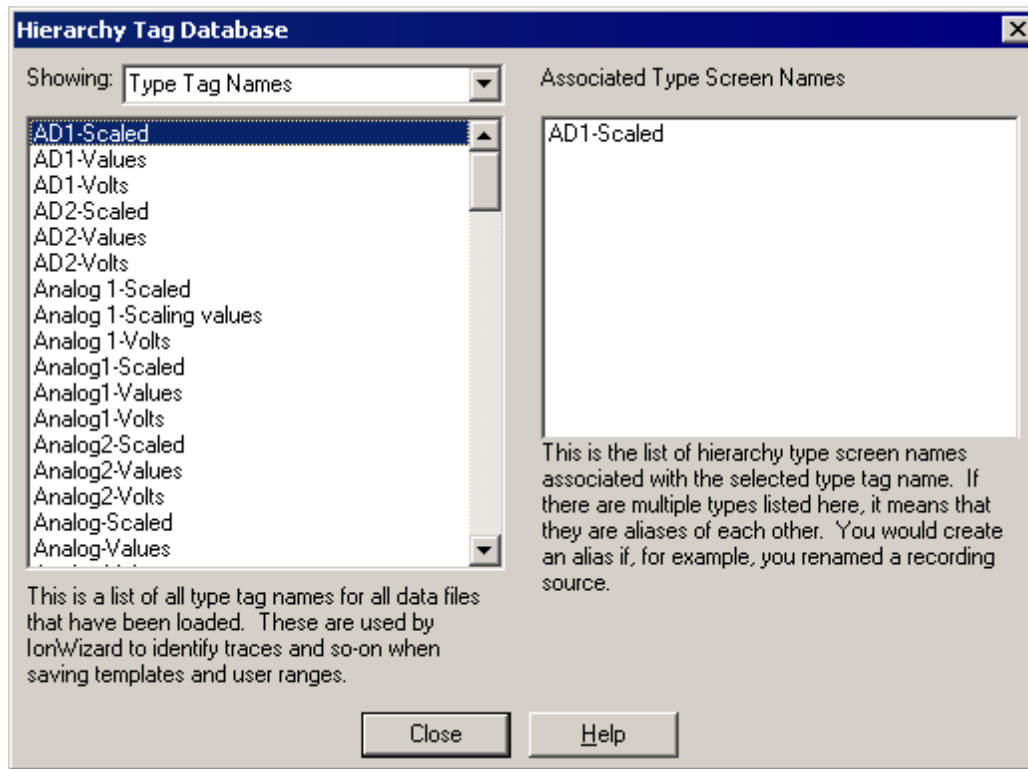 Hierarchy Tag Database
Showing:
Type Tag Names
AD1-Scaled
AD1-Values
AD1-Volts
AD2-Scaled
AD2-Values
AD2-Volts
Analog 1-Scaled
Analog 1-Scaling values
Analog 1-Volts
Analog1-Scaled
Analog1-Values
Analog1-Volts
Analog2-Scaled
Analog2-Values
Analog2-Volts
Analog-Scaled
Analog-Values
This is a list of all type tag names for all data files
that have been loaded. These are used by
IonWizard to identify traces and so-on when
saving templates and user ranges.
Associated Type Screen Names
AD1-Scaled
This is the list of hierarchy type screen names
associated with the selected type tag name. If
there are multiple types listed here, it means that
they are aliases of each other. You would create
an alias if, for example, you renamed a recording
source.
Close
Help